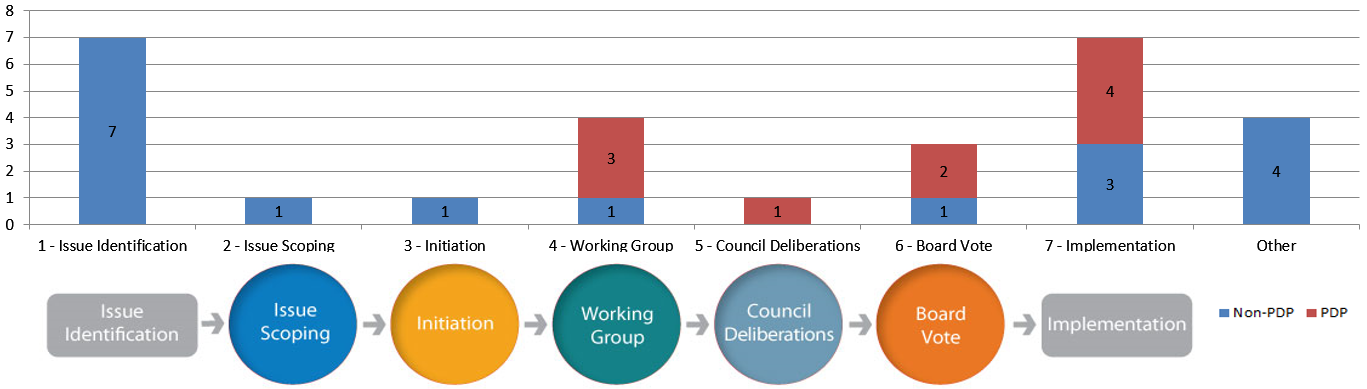 8
7
6
5
4
3
2
1
0
7
1
1
3
1
1
2
1
4
3
4
1 - Issue Identification
2 - Issue Scoping
3 - Initiation
4 - Working Group
5 - Council Deliberations
6 - Board Vote
7 - Implementation
Other
Issue
Identification
Issue
Scoping
Initiation
Working
Group
Council
Deliberations
Board
Vote
Implementation
Non-PDP
PDP